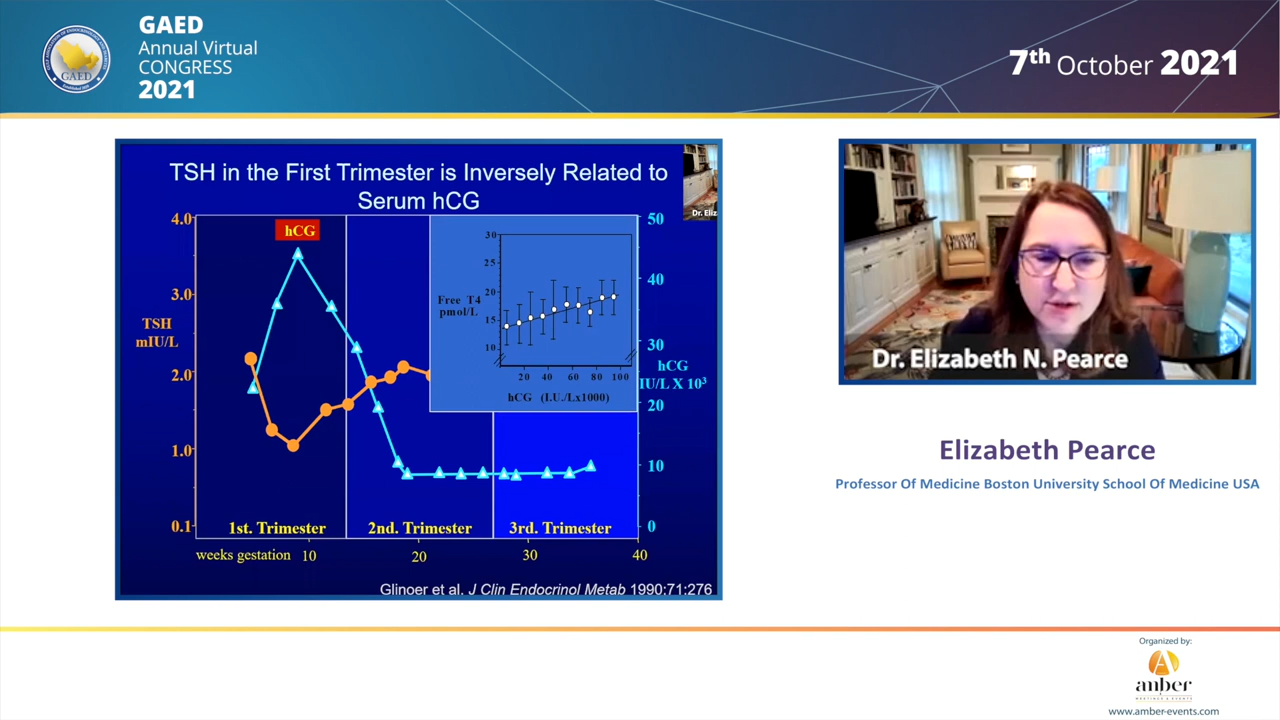 GAED
Annual Virtual
CONGRESS
2021
GAED
7th October 2021
TSH in the First Trimester is Inversely Related to
Serum hCG
Dr. Eliz
4.0
3.0
TSH
mIU/L
2.0
1.0
0.1
hCG
30
25
20
15
10
Free T4
pmol/L
20 40 60 80 100
hCG (I.U./Lx1000)
50
40
30
hCG
IU/L X 10³
20
10
0
1st. Trimester
2nd. Trimester
3rd. Trimester
weeks gestation 10 20 30 40
Glinoer et al. J Clin Endocrinol Metab 1990:71:276
Dr. Elizabeth N. Pearce
Elizabeth Pearce
Professor Of Medicine Boston University School Of Medicine USA
Organized by:
anber
www.amber-events.com